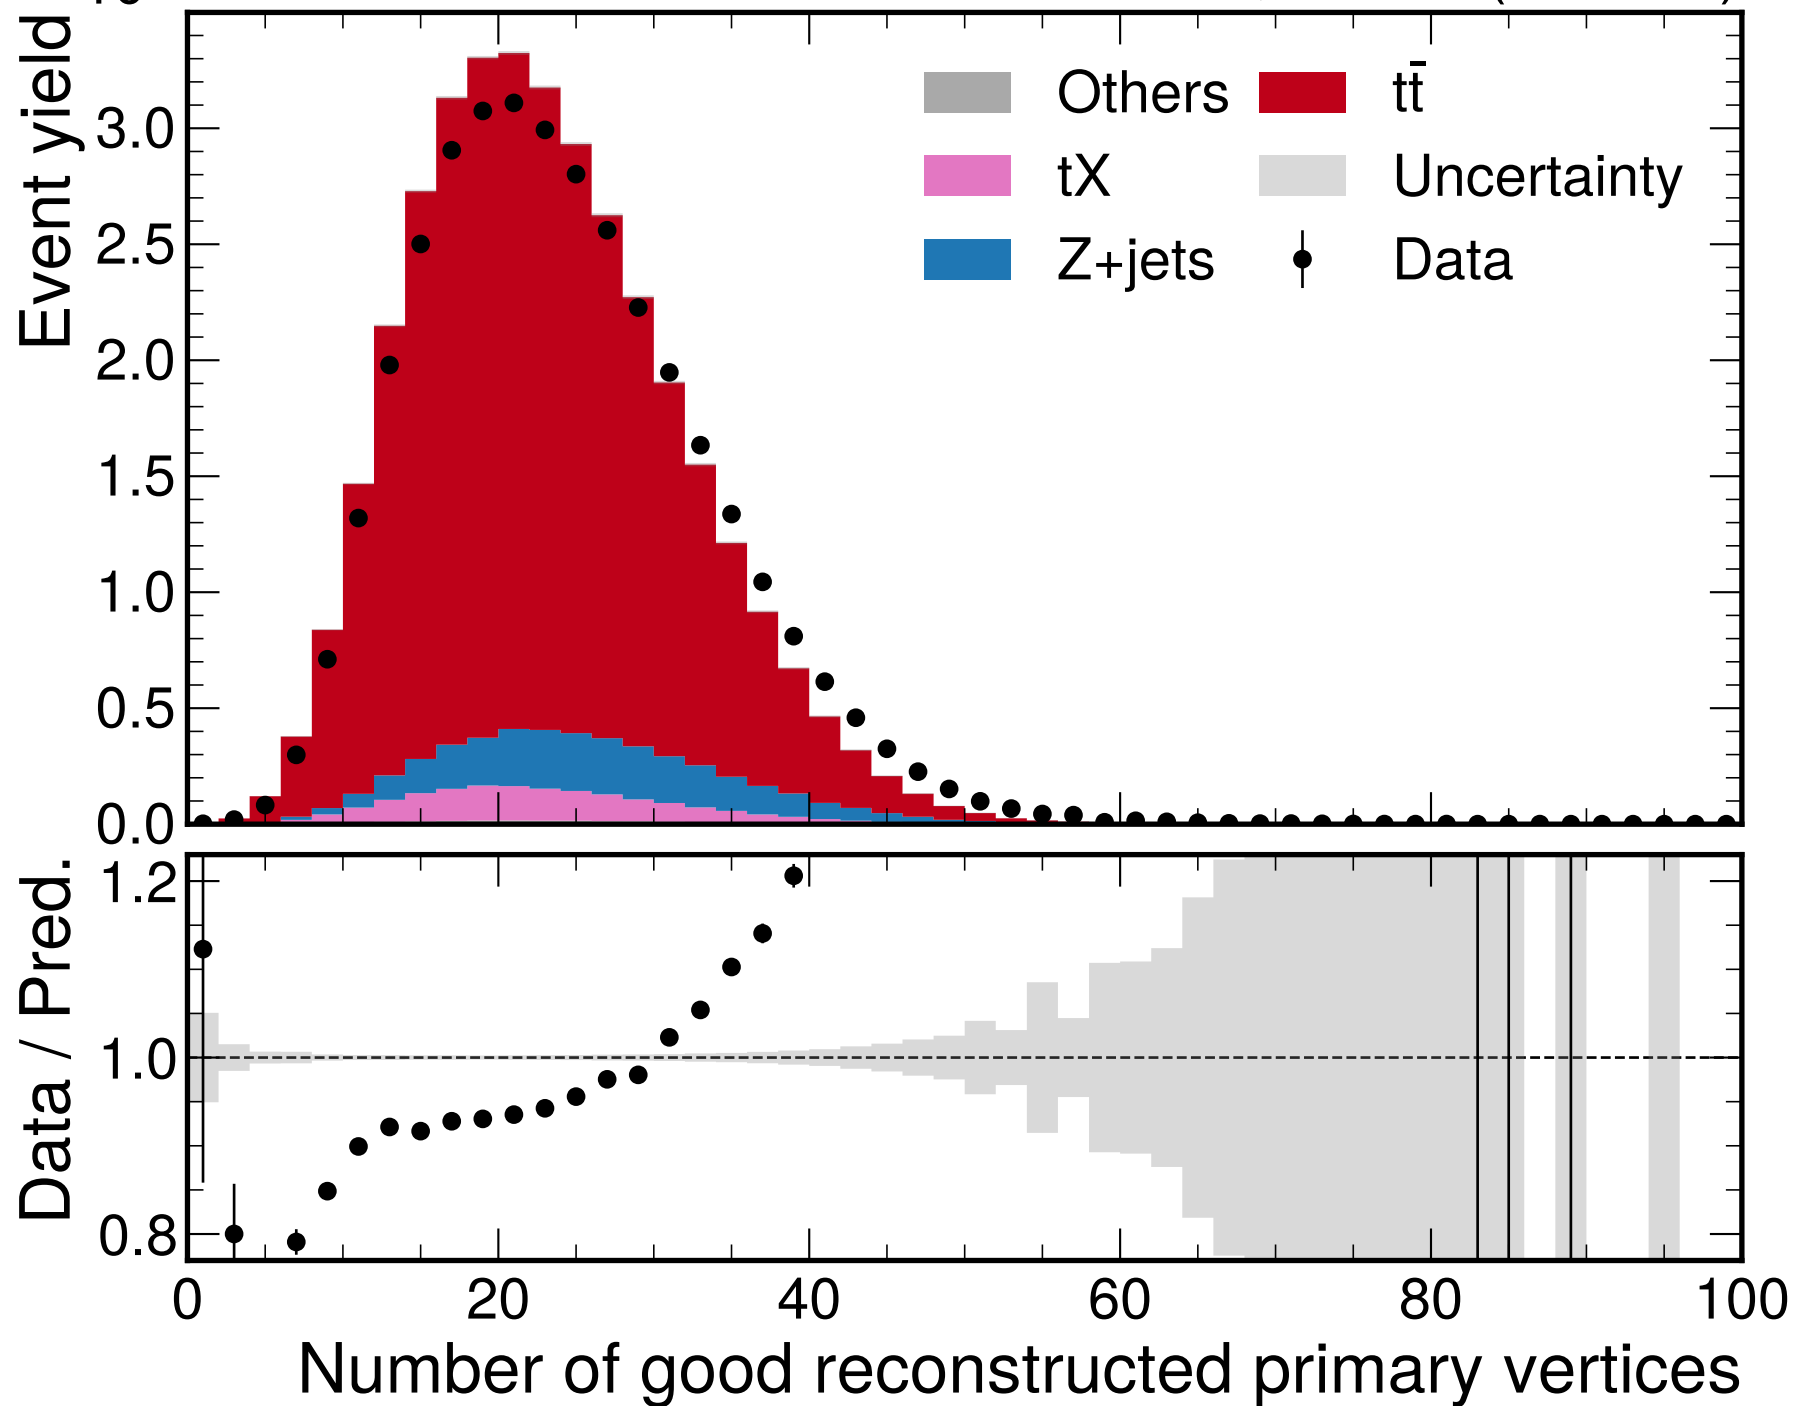 Event yield
3.0
2.5
2.0
1.5
1.0
0.5
0.0
Others
tt̄
tX
Uncertainty
Z+jets
Data
Data / Pred.
1.2
1.0
0.8
0 20 40 60 80 100
Number of good reconstructed primary vertices